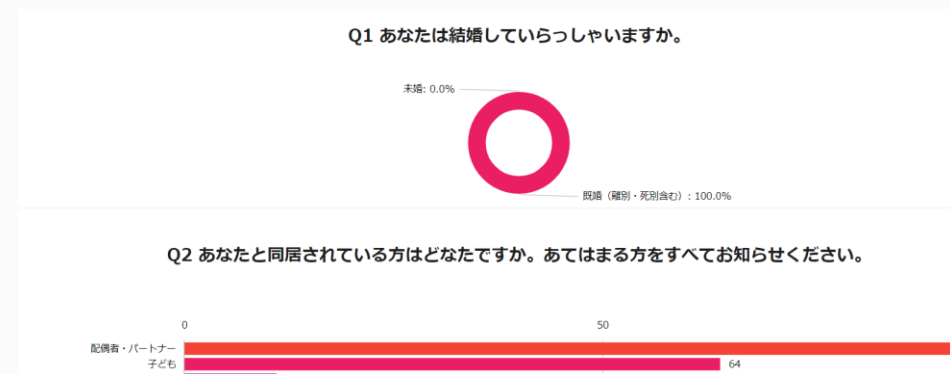 Q1 あなたは結婚していらっしゃいますか。
未婚: 0.0%
既婚（離別・死別含む）: 100.0%
Q2 あなたと同居されている方はどなたですか。あてはまる方をすべてお知らせください。
0
50
配偶者・パートナー
子ども
64